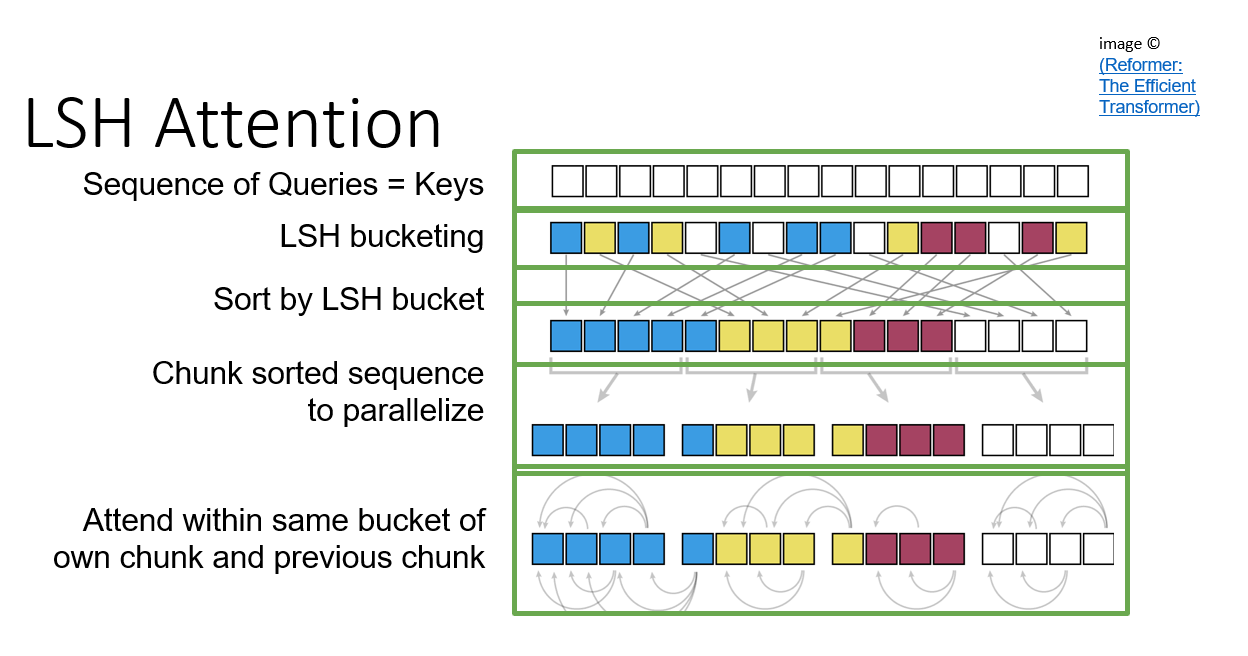 image ©
(Reformer:
The Efficient
Transformer)
LSH Attention
Sequence of Queries = Keys
LSH bucketing
Sort by LSH bucket
Chunk sorted sequence
to parallelize
Attend within same bucket of
own chunk and previous chunk